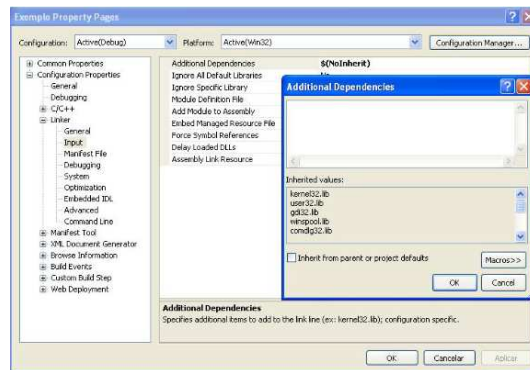 Exemplo Property Pages
Configuration: Active(Debug) Platform: Active(Win32) Configuration Manager...
Common Properties
Configuration Properties
General
Debugging
C/C++
Linker
General
Input
Manifest File
Debugging
System
Optimization
Embedded IDL
Advanced
Command Line
Manifest Tool
XML Document Generator
Browse Information
Build Events
Custom Build Step
Web Deployment
Additional Dependencies $(NoInherit)
Ignore All Default Libraries
Ignore Specific Library
Module Definition File
Add Module to Assembly
Embed Managed Resource File
Force Symbol References
Delay Loaded DLLs
Assembly Link Resource
Additional Dependencies
Inherited values:
kernel32.lib
user32.lib
gdi32.lib
winspool.lib
comdlg32.lib
Inherit from parent or project defaults
Macros>>
OK Cancel
Additional Dependencies
Specifies additional items to add to the link line (ex: kernel32.lib); configuration specific.
OK Cancelar Aplicar